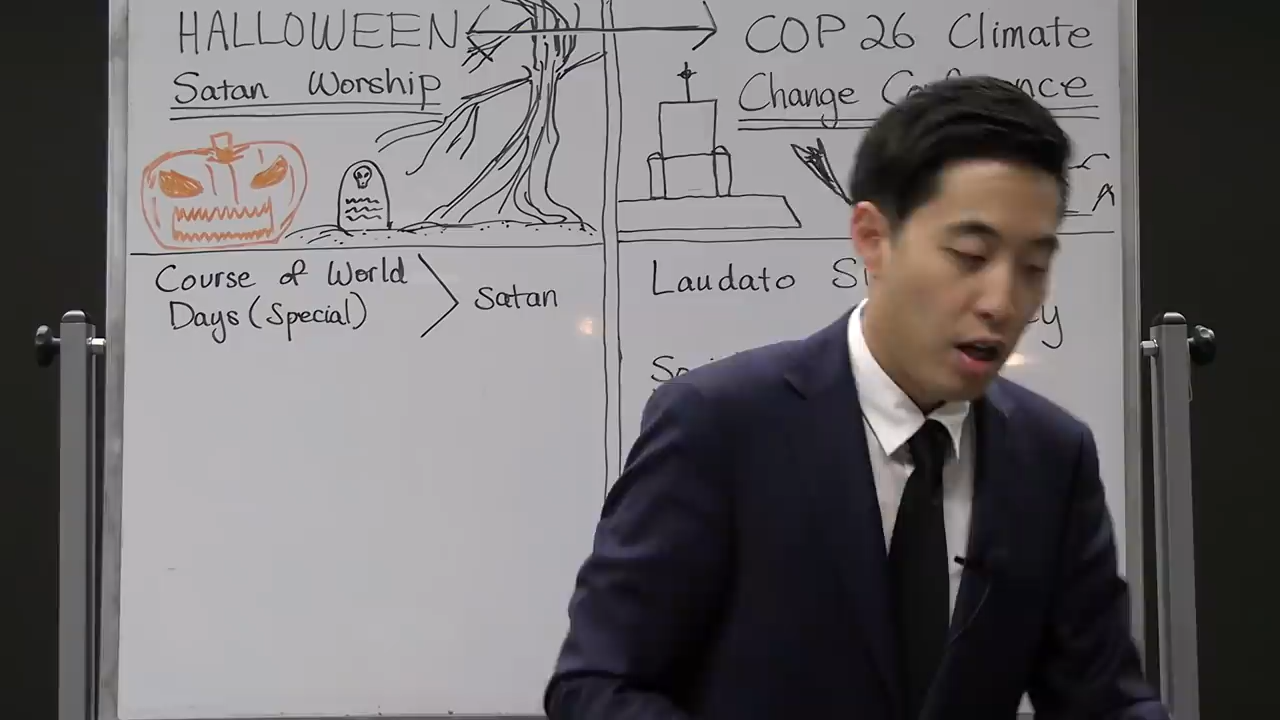 HALLOWEEN
Satan Worship
Course of World
Days (Special)
Satan
COP 26 Climate
Change
Laudato